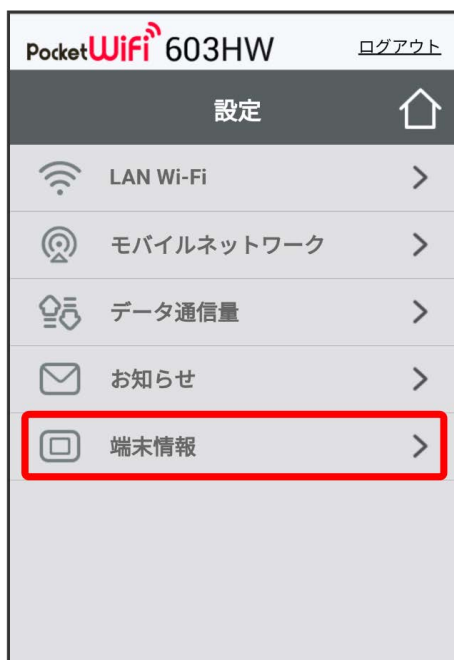 PocketWiFi 603HW ログアウト
設定
LAN Wi-Fi
モバイルネットワーク
データ通信量
お知らせ
端末情報